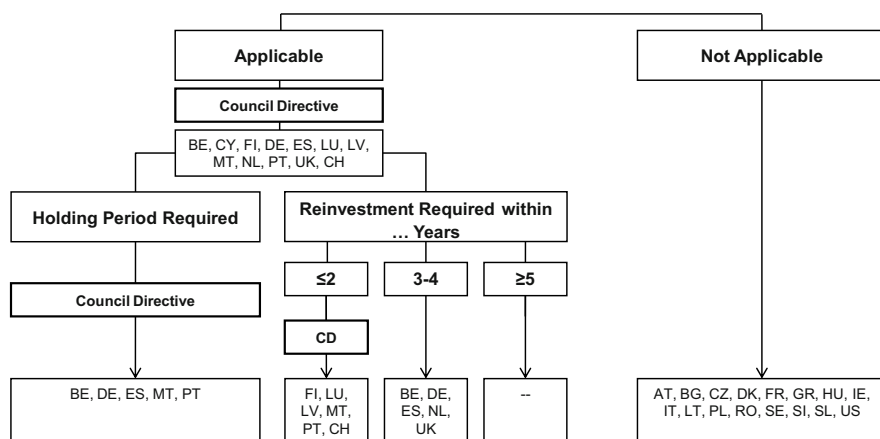 Applicable
Not Applicable
Council Directive
BE, CY, FI, DE, ES, LU, LV,
MT, NL, PT, UK, CH
Holding Period Required
Reinvestment Required within
… Years
≤2
3-4
≥5
Council Directive
CD
BE, DE, ES, MT, PT
FI, LU,
LV, MT,
PT, CH
BE, DE,
ES, NL,
UK
--
AT, BG, CZ, DK, FR, GR, HU, IE,
IT, LT, PL, RO, SE, SI, SL, US